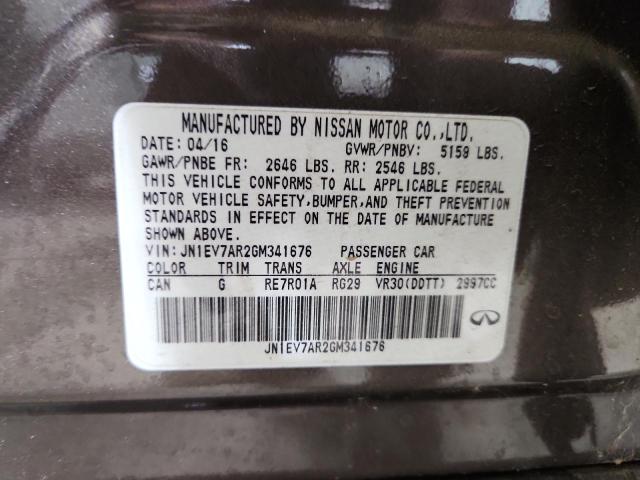 MANUFACTURED BY NISSAN MOTOR CO.,LTD.
DATE: 04/16 GVWR/PNBV: 5159 LBS.
GAWR/PNBE FR: 2646 LBS. RR: 2546 LBS.
THIS VEHICLE CONFORMS TO ALL APPLICABLE FEDERAL
MOTOR VEHICLE SAFETY,BUMPER,AND THEFT PREVENTION
STANDARDS IN EFFECT ON THE DATE OF MANUFACTURE
SHOWN ABOVE.
VIN: JN1EV7AR2GM341676 PASSENGER CAR
COLOR TRIM TRANS AXLE ENGINE
CAN G RE7R01A RG29 VR30(DDTT) 2997CC
JN1EV7AR2GM341676